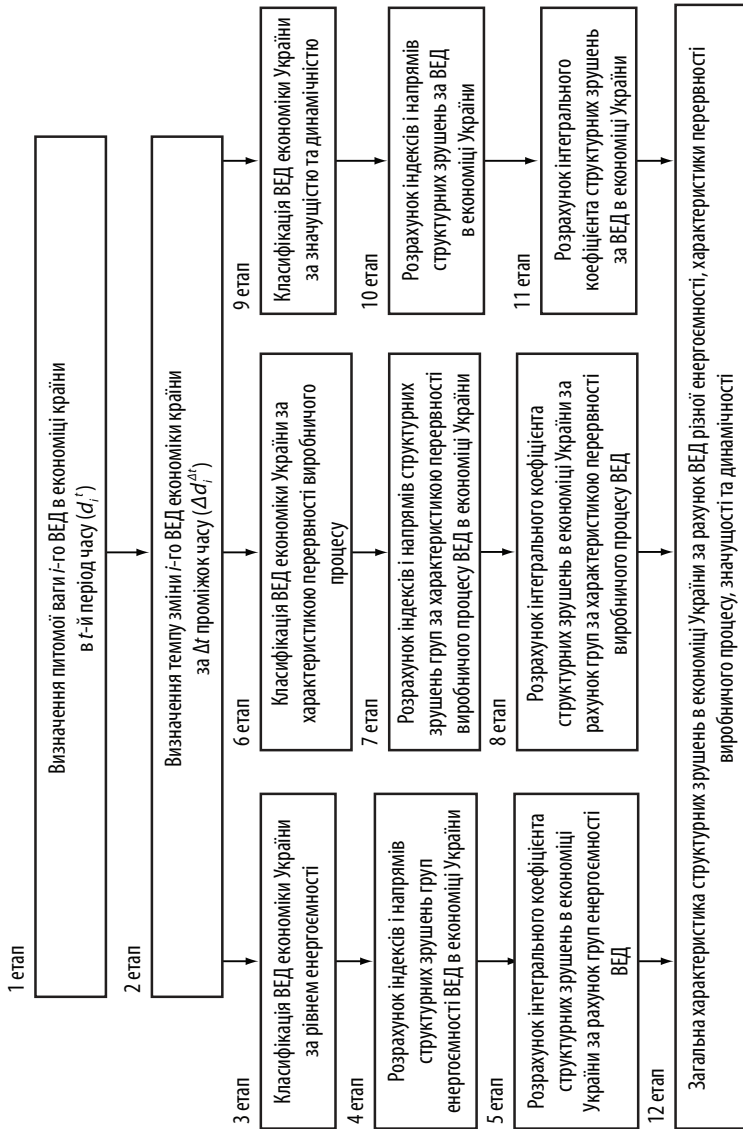 1 етап
Визначення питомої ваги i-го ВЕД в економіці країни
в t-й період часу (dᵢᵗ)
2 етап
Визначення темпу зміни i-го ВЕД економіки країни
за Δt проміжок часу (Δdᵢ^Δt)
3 етап
Класифікація ВЕД економіки України
за рівнем енергоємності
4 етап
Розрахунок індексів і напрямів
структурних зрушень груп
енергоємності ВЕД в економіці України
5 етап
Розрахунок інтегрального коефіцієнта
структурних зрушень в економіці
України за рахунок груп енергоємності
ВЕД
6 етап
Класифікація ВЕД економіки України за
характеристикою перервності виробничого
процесу
7 етап
Розрахунок індексів і напрямів структурних
зрушень груп за характеристикою перервності
виробничого процесу ВЕД в економіці України
8 етап
Розрахунок інтегрального коефіцієнта
структурних зрушень в економіці України за
рахунок груп за характеристикою перервності
виробничого процесу ВЕД
9 етап
Класифікація ВЕД економіки України
за значущістю та динамічністю
10 етап
Розрахунок індексів і напрямів
структурних зрушень за ВЕД
в економіці України
11 етап
Розрахунок інтегрального
коефіцієнта структурних зрушень
за ВЕД в економіці України
12 етап
Загальна характеристика структурних зрушень в економіці України за рахунок ВЕД різної енергоємності, характеристики перервності
виробничого процесу, значущості та динамічності